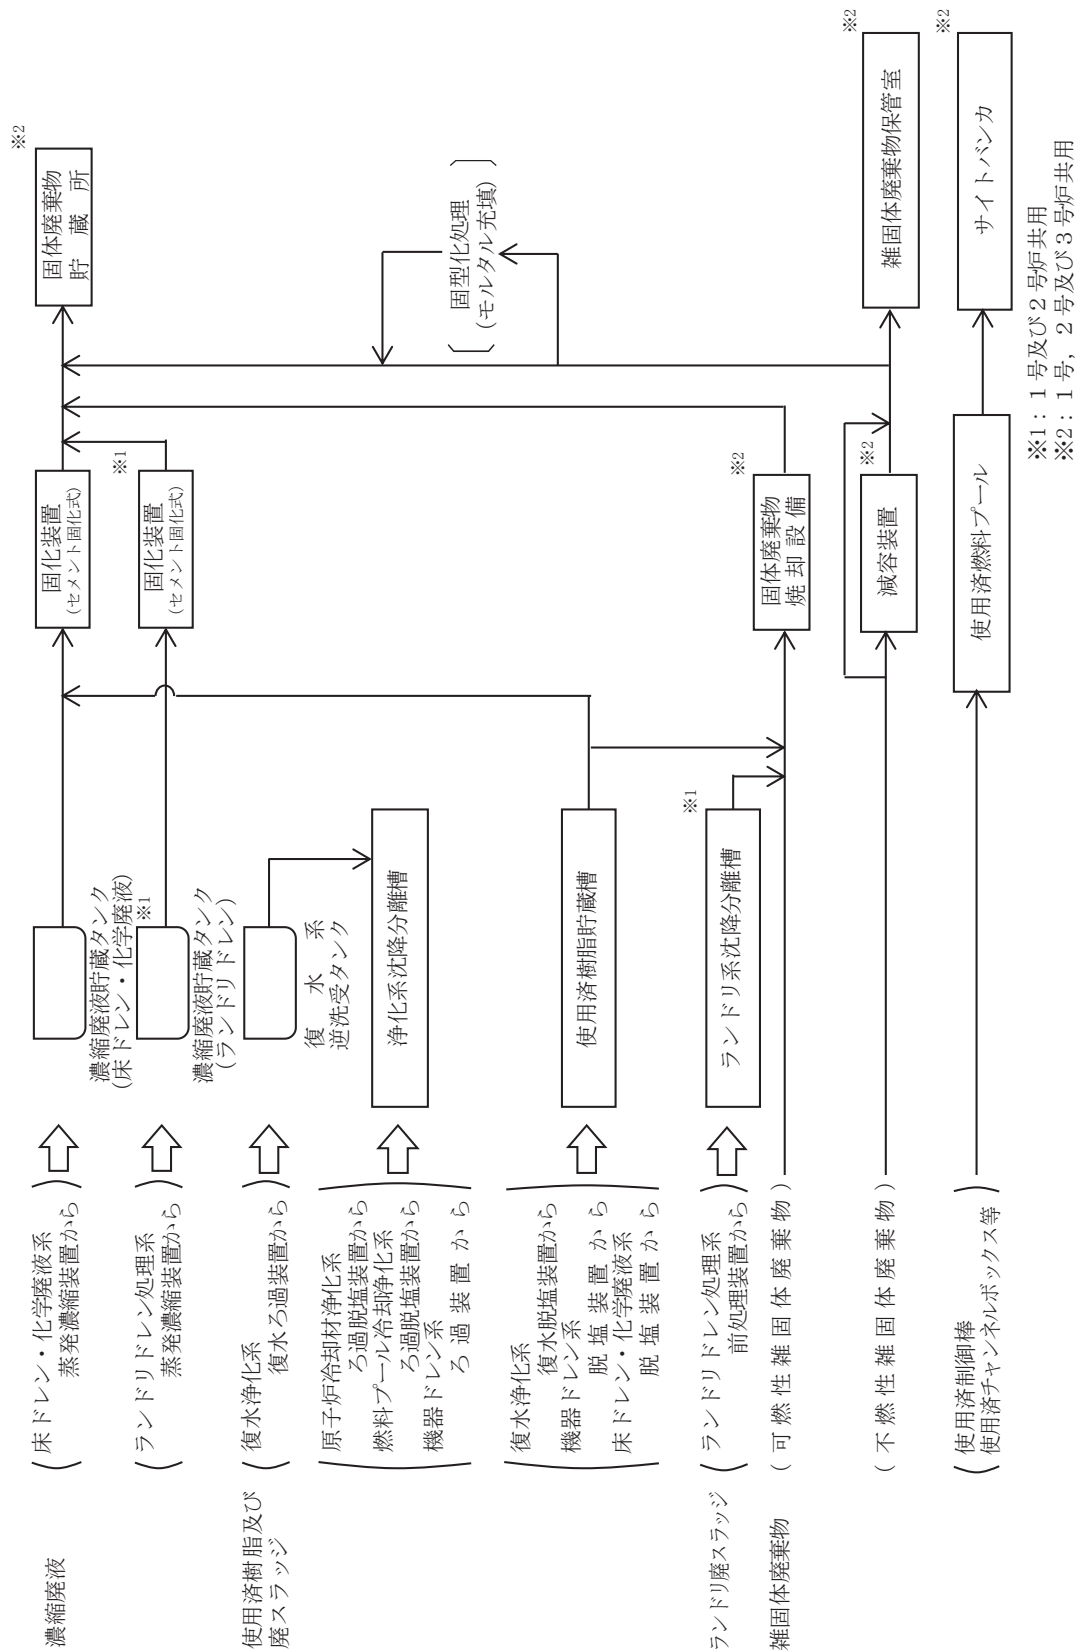 濃縮廃液
床ドレン・化学廃液系
蒸発濃縮装置から
濃縮廃液貯蔵タンク
(床ドレン・化学廃液)
固化装置
(セメント固化式)
固体廃棄物
貯蔵所
※2
ランドリドレン処理系
蒸発濃縮装置から
※1
濃縮廃液貯蔵タンク
(ランドリドレン)
固化装置
(セメント固化式)
※1
使用済樹脂及び
廃スラッジ
復水浄化系
復水ろ過装置から
復水系
逆洗受タンク
原子炉冷却材浄化系
ろ過脱塩装置から
燃料プール冷却浄化系
ろ過脱塩装置から
機器ドレン系
ろ過装置から
浄化系沈降分離槽
固型化処理
(モルタル充填)
復水浄化系
復水脱塩装置から
機器ドレン系
脱塩装置から
床ドレン・化学廃液系
脱塩装置から
使用済樹脂貯蔵槽
ランドリ廃スラッジ
ランドリドレン処理系
前処理装置から
ランドリ系沈降分離槽
※1
雑固体廃棄物
(可燃性雑固体廃棄物)
固体廃棄物
焼却設備
※2
(不燃性雑固体廃棄物)
減容装置
※2
雑固体廃棄物保管室
※2
使用済制御棒
使用済チャンネルボックス等
使用済燃料プール
サイトバンカ
※2
※1:1号及び2号炉共用
※2:1号,2号及び3号炉共用